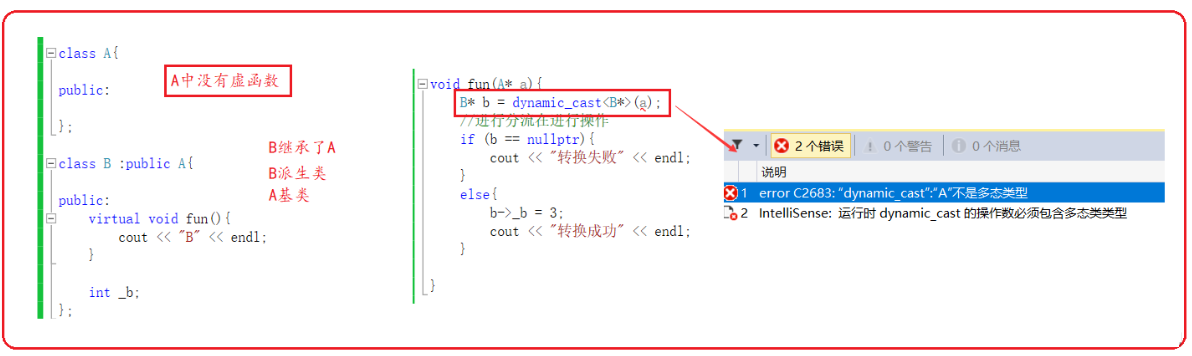 class A{
A中没有虚函数
public:
};
class B :public A{
B继承了A
B派生类
A基类
public:
virtual void fun(){
cout << "B" << endl;
}
int _b;
};
void fun(A* a){
B* b = dynamic_cast<B*>(a);
//进行分流在进行操作
if (b == nullptr){
cout << "转换失败" << endl;
}
else{
b->_b = 3;
cout << "转换成功" << endl;
}
}
2 个错误 0 个警告 0 个消息
说明
1 error C2683: “dynamic_cast”:“A”不是多态类型
2 IntelliSense: 运行时 dynamic_cast 的操作数必须包含多态类类型